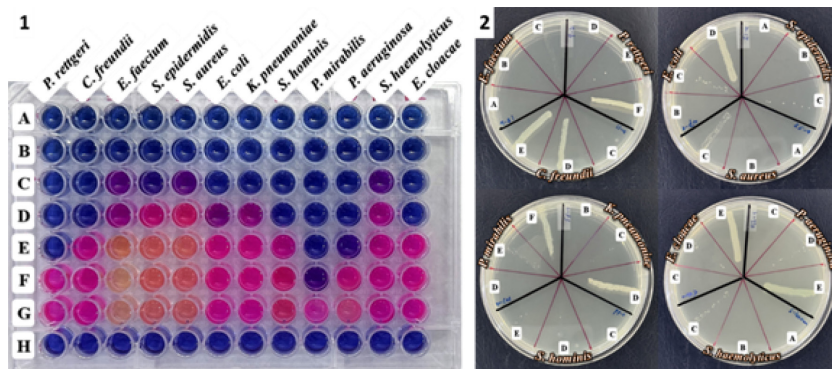 1
P. rettgeri
C. freundii
E. faecium
S. epidermidis
S. aureus
E. coli
K. pneumoniae
S. hominis
P. mirabilis
P. aeruginosa
S. haemolyticus
E. cloacae
A
B
C
D
E
F
G
H
2
C D
E. faecium
P. rettgeri
B E
A F
E C
D
C. freundii
D
S. epidermidis
E. coli
C
B C
C A
B
S. aureus
F B
P. mirabilis
K. pneumoniae
E C
D D
E C
D
S. hominis
E C
E. cloacae
P. aeruginosa
D D
C E
C A
B
S. haemolyticus